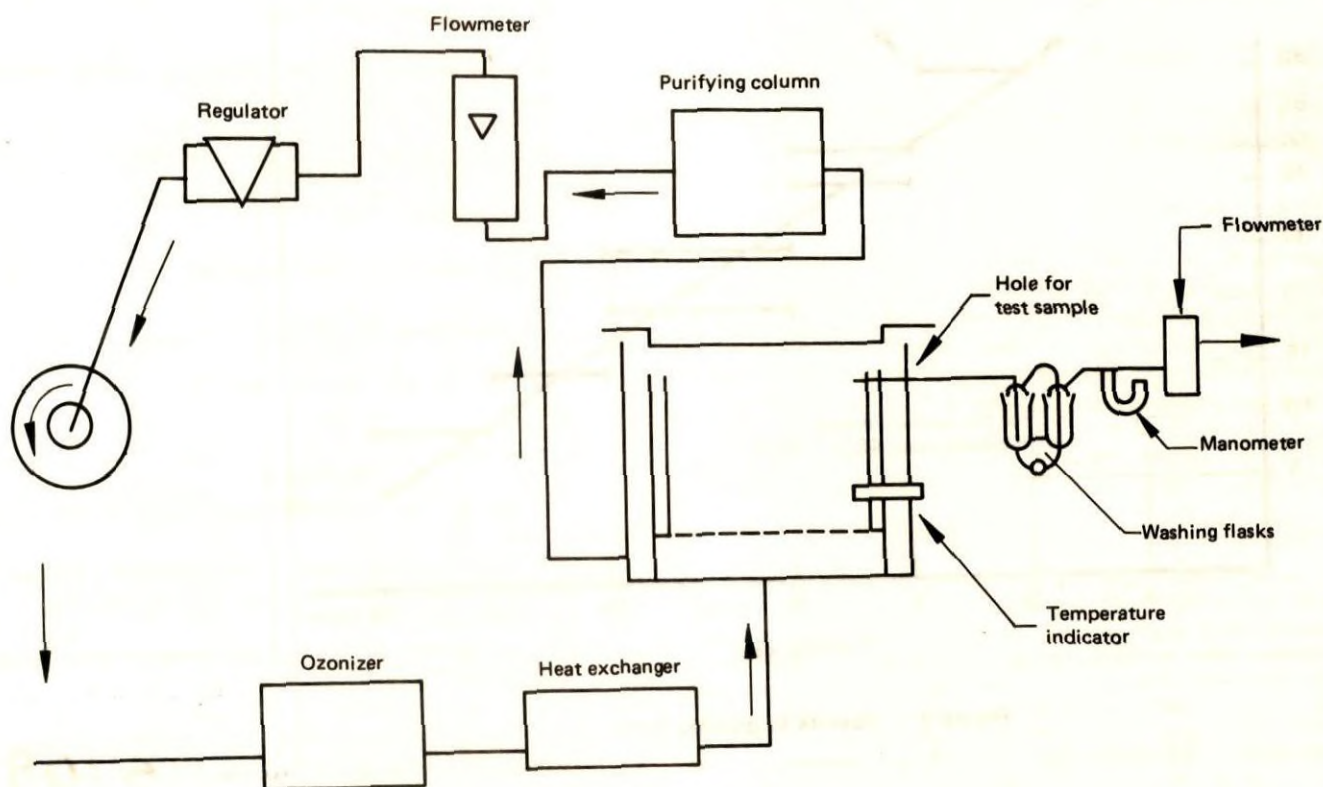 Flowmeter
Purifying column
Regulator
Flowmeter
Hole for
test sample
Manometer
Washing flasks
Temperature
indicator
Ozonizer
Heat exchanger